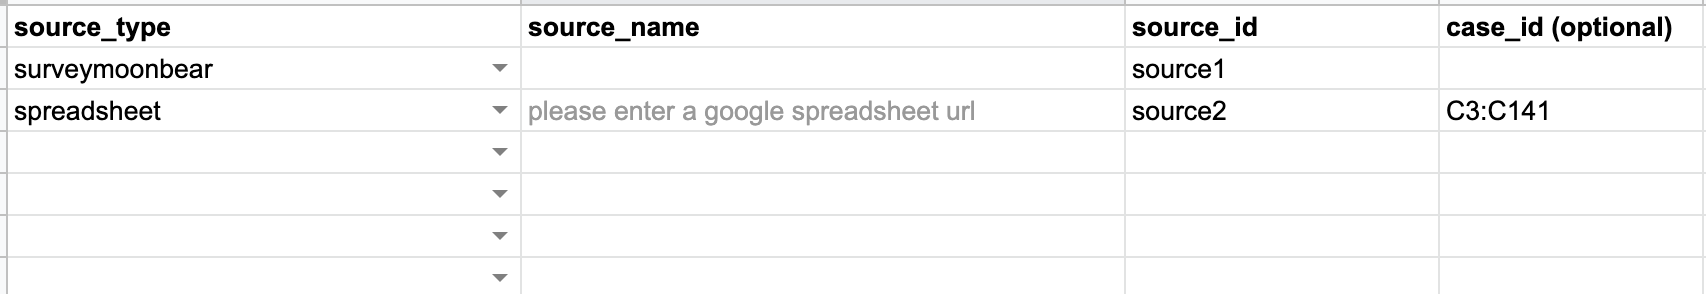 source_type source_name source_id case_id (optional)
surveymoonbear source1
spreadsheet please enter a google spreadsheet url source2 C3:C141